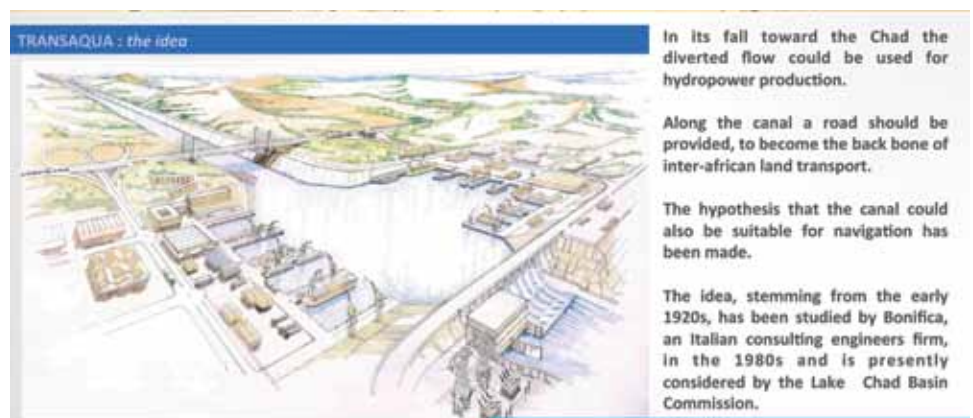 TRANSAQUA : the idea
In its fall toward the Chad the
diverted flow could be used for
hydropower production.
Along the canal a road should be
provided, to become the back bone of
inter-african land transport.
The hypothesis that the canal could
also be suitable for navigation has
been made.
The idea, stemming from the early
1920s, has been studied by Bonifica,
an Italian consulting engineers firm,
in the 1980s and is presently
considered by the Lake Chad Basin
Commission.